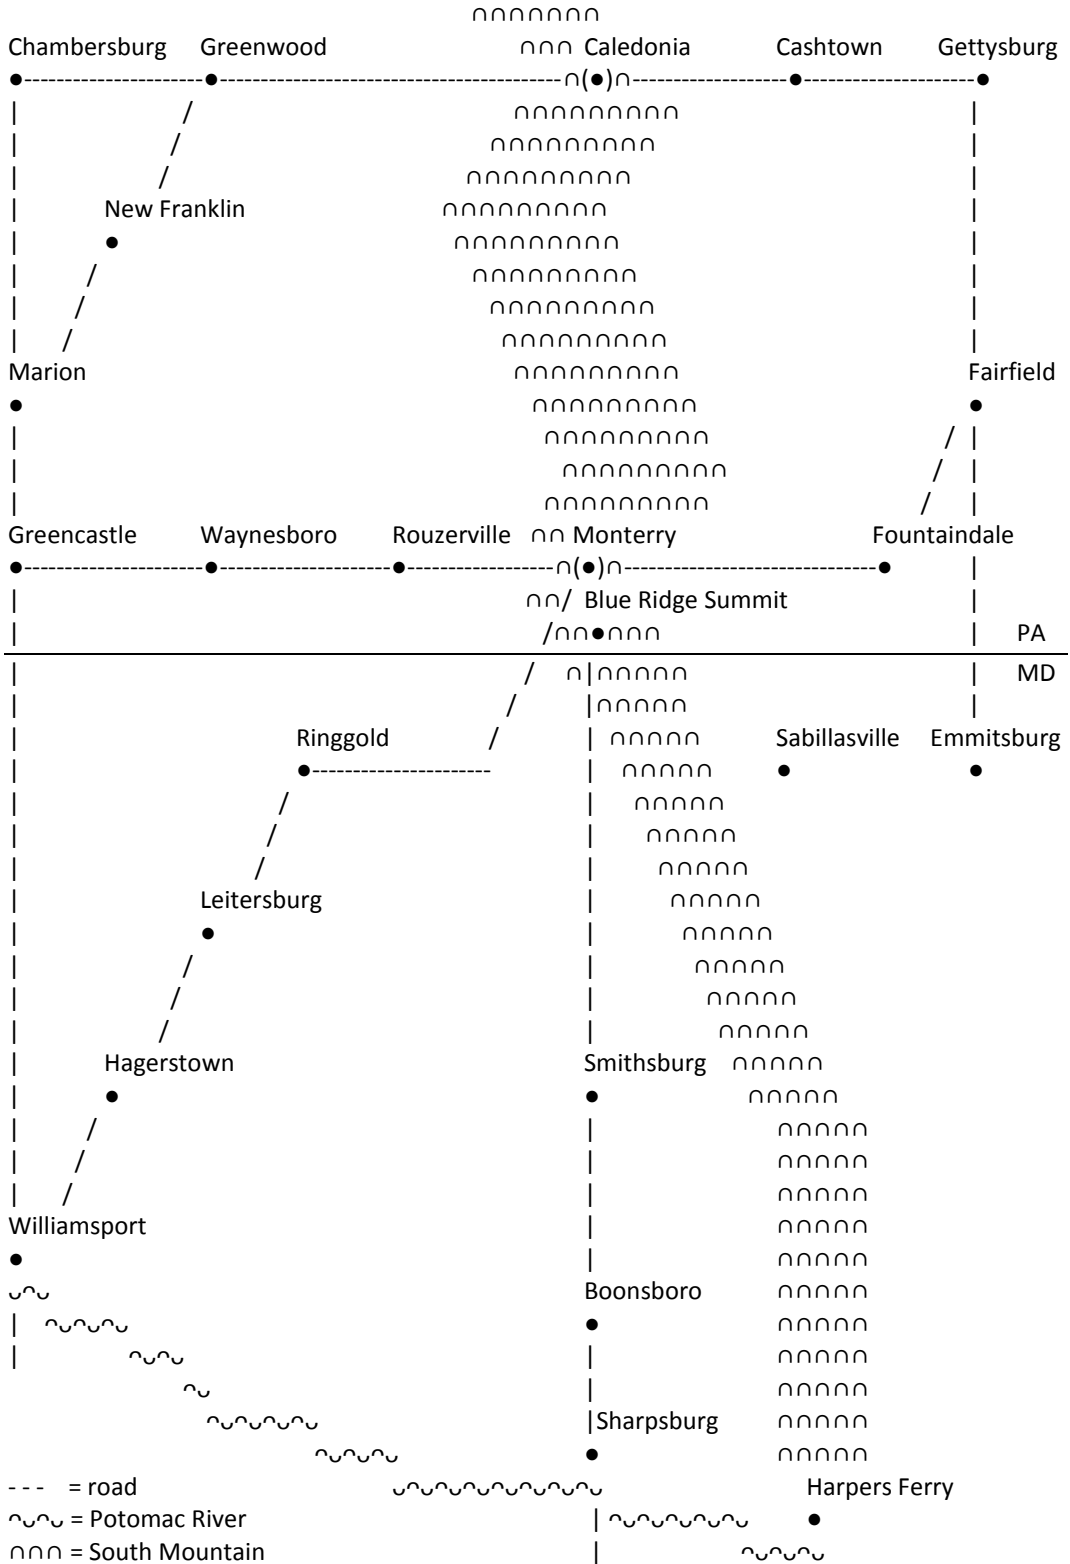 Chambersburg Greenwood Caledonia Cashtown Gettysburg
New Franklin
Marion Fairfield
Greencastle Waynesboro Rouzerville Monterry Fountaindale
Blue Ridge Summit
PA
MD
Ringgold Sabillasville Emmitsburg
Leitersburg
Hagerstown Smithsburg
Williamsport
Boonsboro
Sharpsburg
- - - = road Harpers Ferry
= Potomac River
∩∩∩ = South Mountain